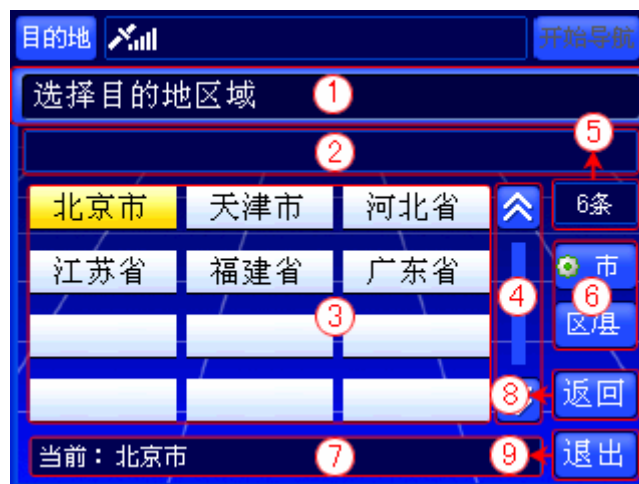 目的地 开始导航
选择目的地区域 1
2
5
北京市 天津市 河北省 6条
江苏省 福建省 广东省 4 市
3 6
区县
8 返回
当前：北京市 7 9 退出